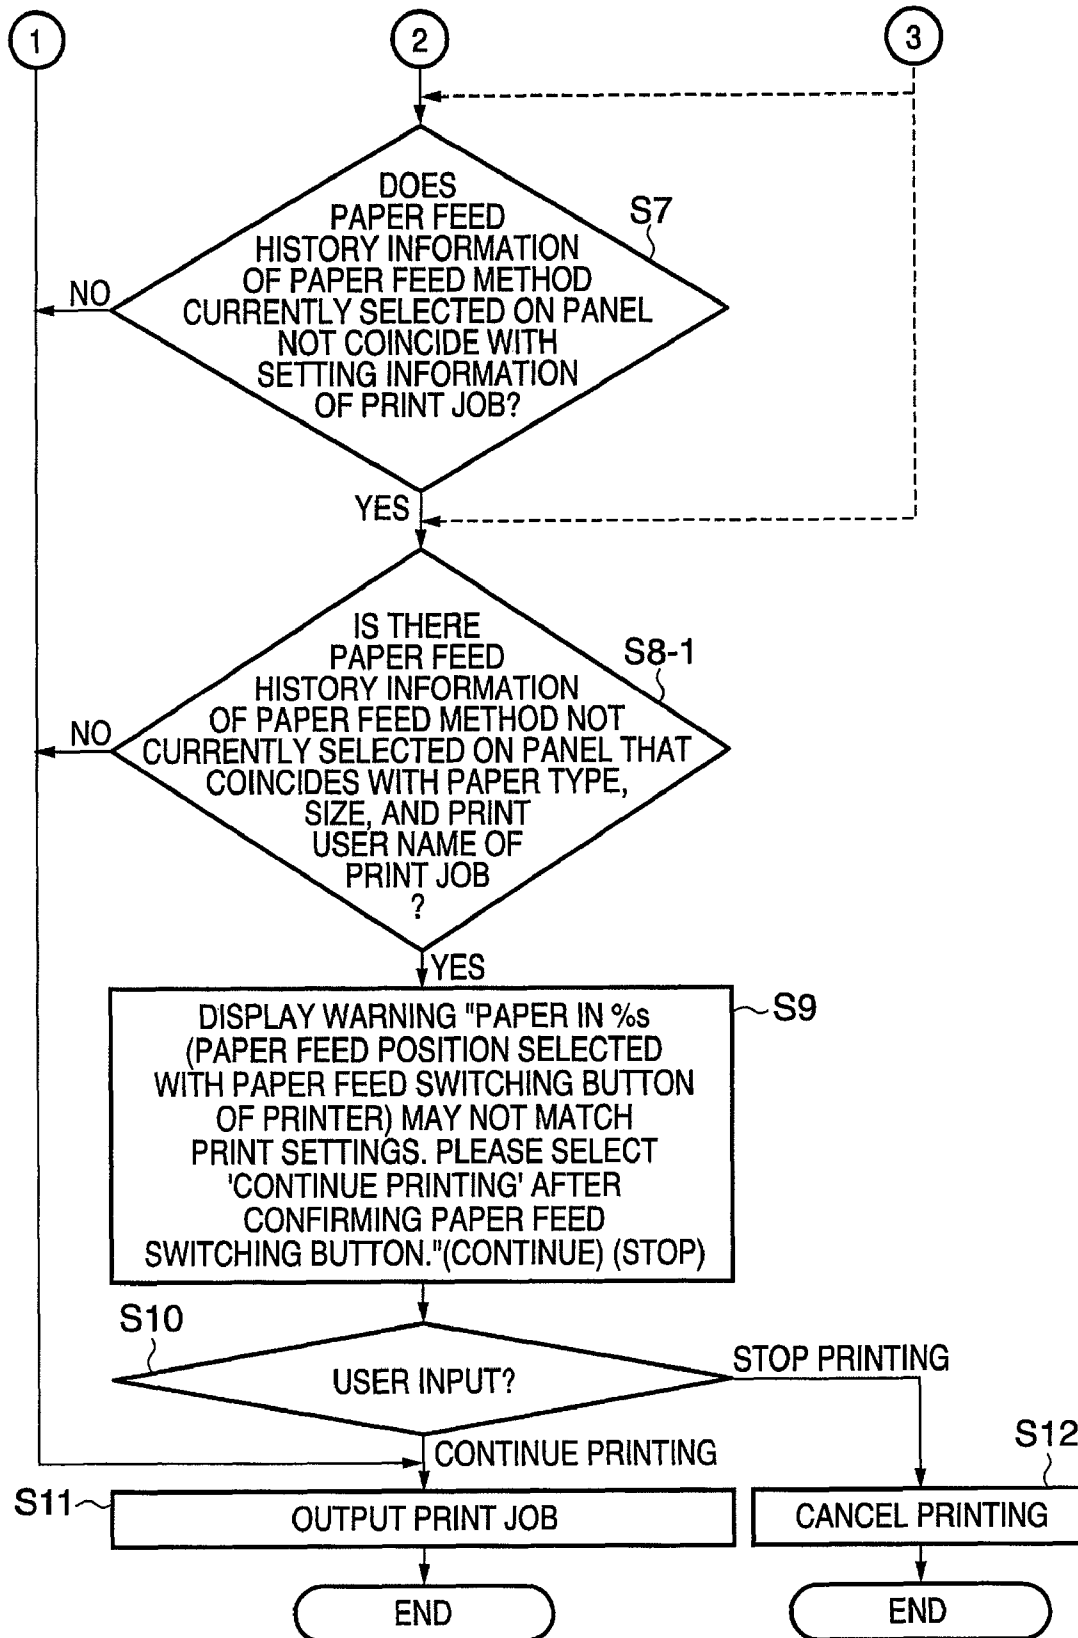 1
2
3
DOES
PAPER FEED
HISTORY INFORMATION
OF PAPER FEED METHOD
CURRENTLY SELECTED ON PANEL
NOT COINCIDE WITH
SETTING INFORMATION
OF PRINT JOB?
S7
NO
YES
IS THERE
PAPER FEED
HISTORY INFORMATION
OF PAPER FEED METHOD NOT
CURRENTLY SELECTED ON PANEL THAT
COINCIDES WITH PAPER TYPE,
SIZE, AND PRINT
USER NAME OF
PRINT JOB
?
S8-1
NO
YES
DISPLAY WARNING "PAPER IN %s
(PAPER FEED POSITION SELECTED
WITH PAPER FEED SWITCHING BUTTON
OF PRINTER) MAY NOT MATCH
PRINT SETTINGS. PLEASE SELECT
'CONTINUE PRINTING' AFTER
CONFIRMING PAPER FEED
SWITCHING BUTTON."(CONTINUE) (STOP)
S9
S10
USER INPUT?
STOP PRINTING
CONTINUE PRINTING
S12
S11
OUTPUT PRINT JOB
CANCEL PRINTING
END
END